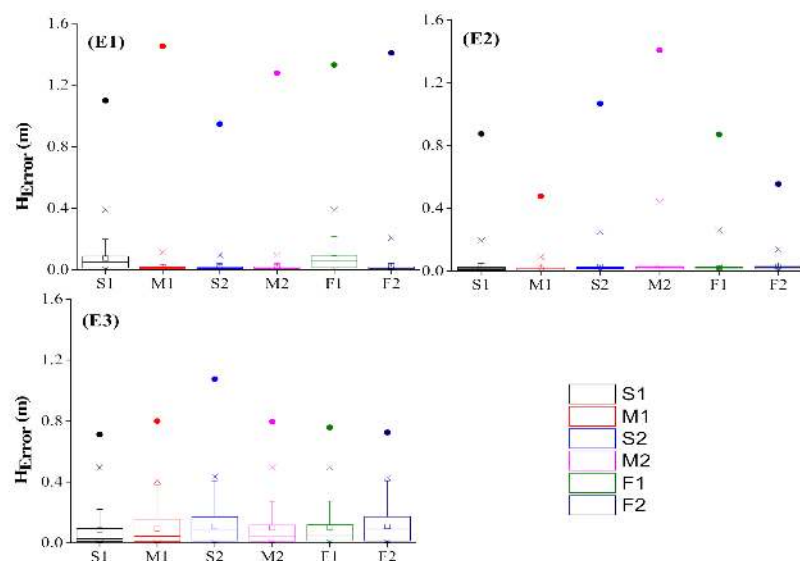 (E1)
H Error (m)
1.6
1.2
0.8
0.4
0.0
S1 M1 S2 M2 F1 F2
(E2)
1.6
1.2
0.8
0.4
0.0
S1 M1 S2 M2 F1 F2
(E3)
H Error (m)
1.6
1.2
0.8
0.4
0.0
S1 M1 S2 M2 F1 F2
S1
M1
S2
M2
F1
F2